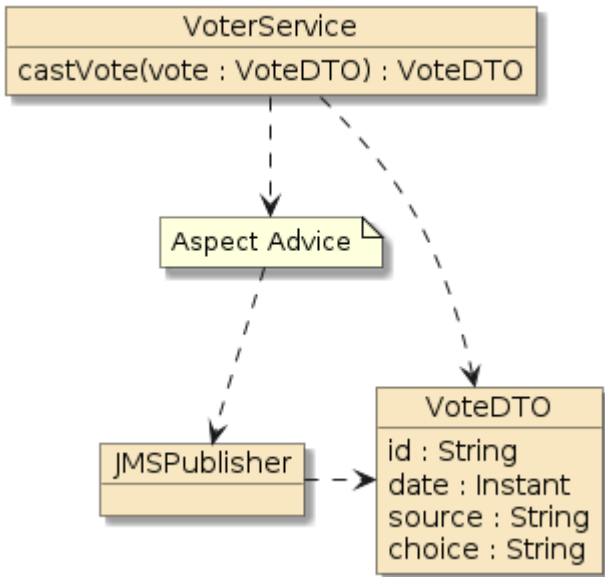 VoterService
castVote(vote : VoteDTO) : VoteDTO
Aspect Advice
JMSPublisher
VoteDTO
id : String
date : Instant
source : String
choice : String